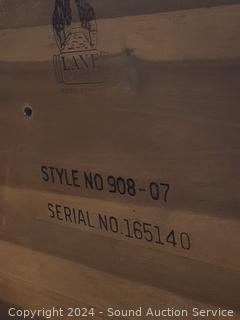 LANE
STYLE NO 908-07
SERIAL NO. 165140
Copyright © 2024 - Sound Auction Service